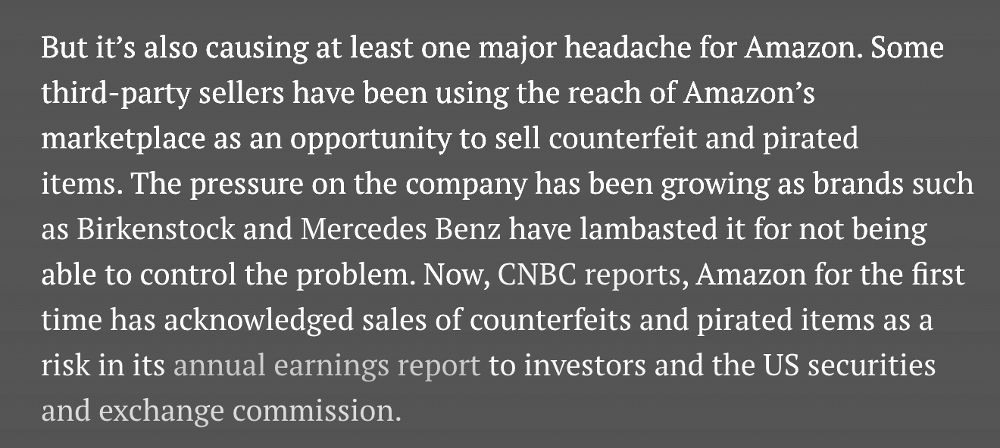 But it’s also causing at least one major headache for Amazon. Some
third-party sellers have been using the reach of Amazon’s
marketplace as an opportunity to sell counterfeit and pirated
items. The pressure on the company has been growing as brands such
as Birkenstock and Mercedes Benz have lambasted it for not being
able to control the problem. Now, CNBC reports, Amazon for the first
time has acknowledged sales of counterfeits and pirated items as a
risk in its annual earnings report to investors and the US securities
and exchange commission.